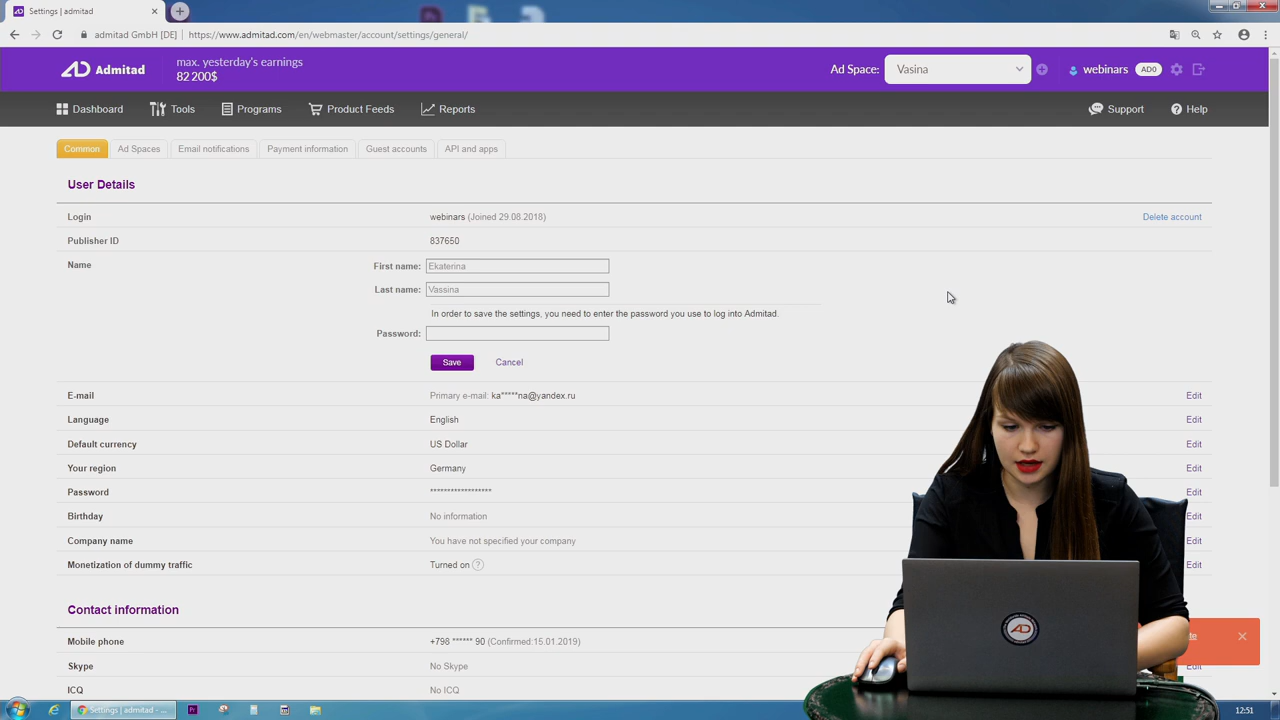 Settings | admitad
admitad GmbH [DE] | https://www.admitad.com/en/webmaster/account/settings/general/
Admitad
max. yesterday's earnings
82 200$
Ad Space: Vasina
webinars AD0
Dashboard Tools Programs Product Feeds Reports Support Help
Common Ad Spaces Email notifications Payment information Guest accounts API and apps
User Details
Login webinars (Joined 29.08.2018) Delete account
Publisher ID 837650
Name First name: Ekaterina
Last name: Vassina
In order to save the settings, you need to enter the password you use to log into Admitad.
Password:
Save Cancel
E-mail Primary e-mail: ka*****na@yandex.ru Edit
Language English Edit
Default currency US Dollar Edit
Your region Germany Edit
Password ****************** Edit
Birthday No information Edit
Company name You have not specified your company Edit
Monetization of dummy traffic Turned on ? Edit
Contact information
Mobile phone +798 ****** 90 (Confirmed:15.01.2019)
Skype No Skype Edit
ICQ No ICQ
AD
Settings | admitad - ...
Pr
12:51